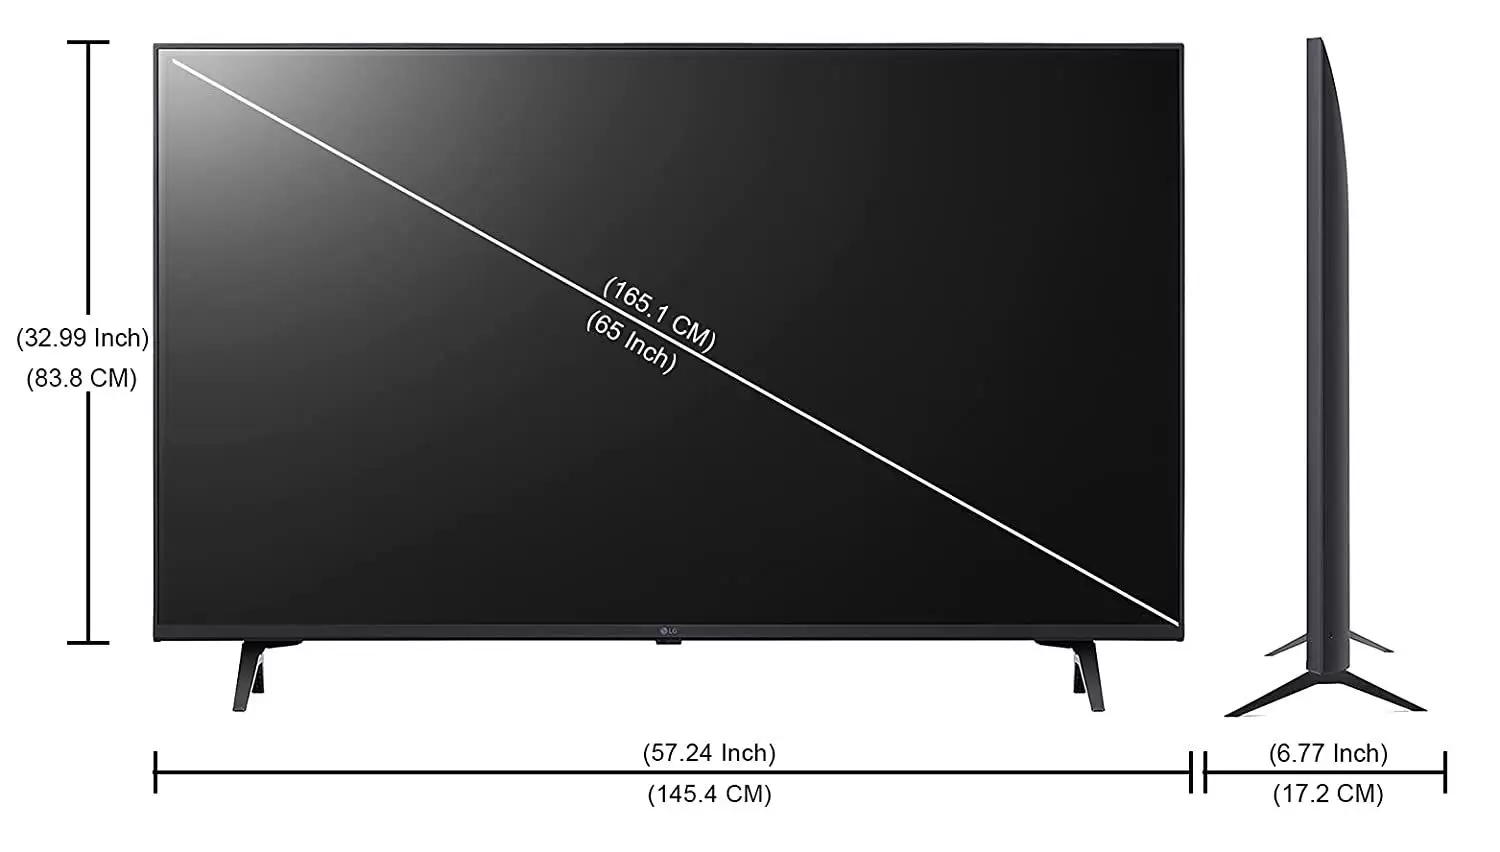 (32.99 Inch)
(83.8 CM)
(165.1 CM)
(65 Inch)
LG
(57.24 Inch)
(145.4 CM)
(6.77 Inch)
(17.2 CM)